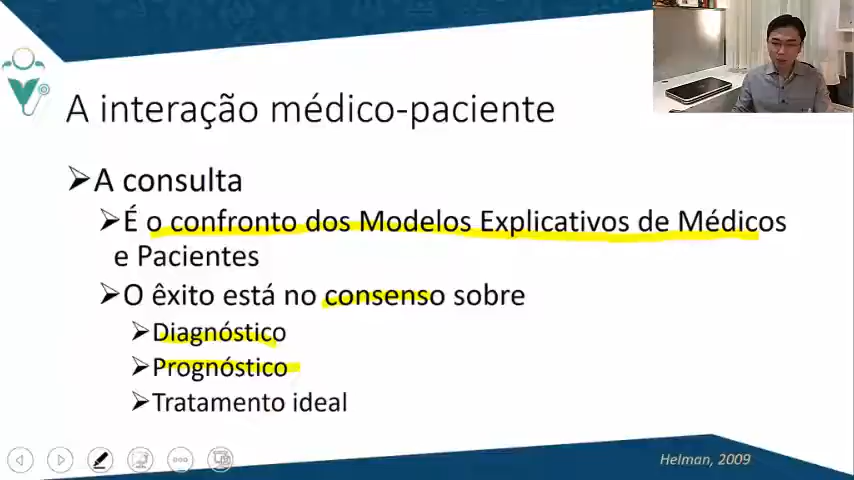 A interação médico-paciente
➢A consulta
➢É o confronto dos Modelos Explicativos de Médicos
e Pacientes
➢O êxito está no consenso sobre
➢Diagnóstico
➢Prognóstico
➢Tratamento ideal
Helman, 2009